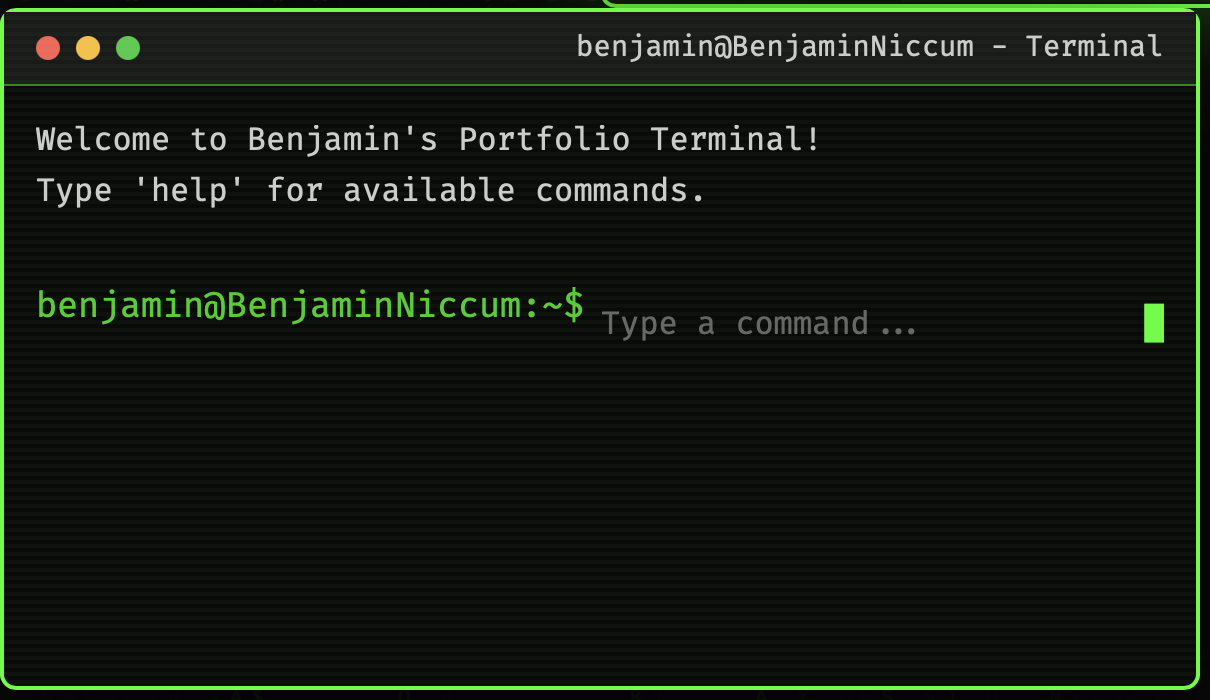 benjamin@BenjaminNiccum - Terminal
Welcome to Benjamin's Portfolio Terminal!
Type 'help' for available commands.
benjamin@BenjaminNiccum:~$ Type a command...